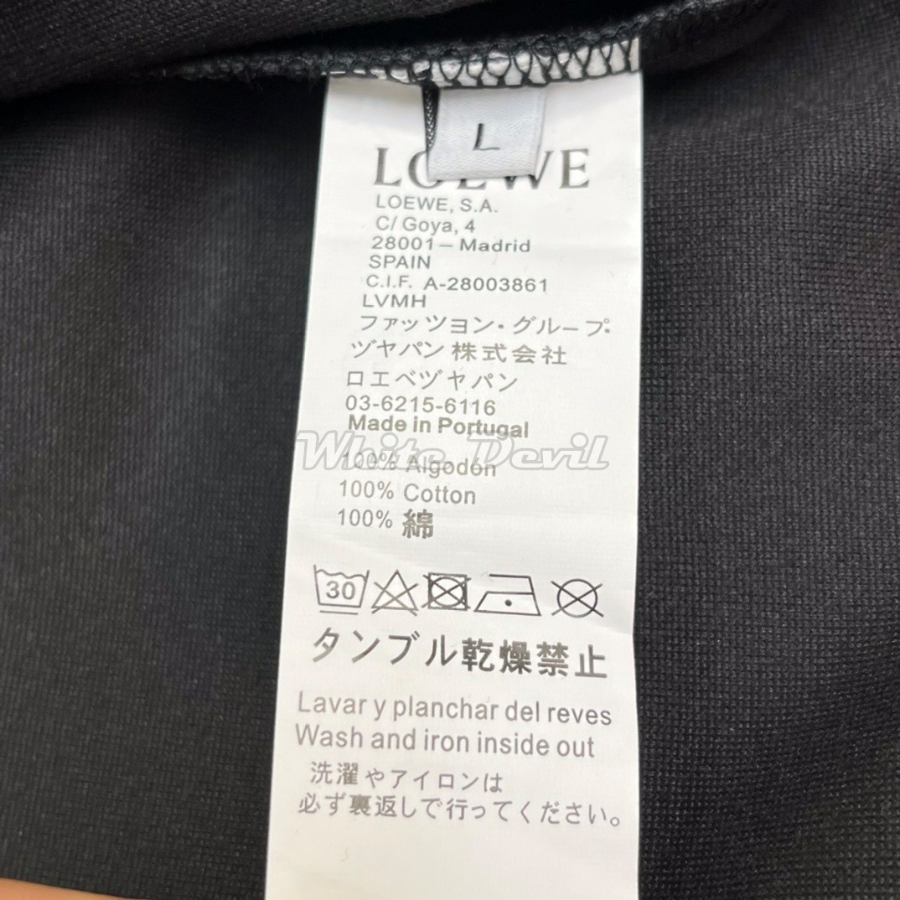 L
LOEWE
LOEWE, S.A.
C/ Goya, 4
28001 – Madrid
SPAIN
C.I.F. A-28003861
LVMH
ファッツョン・グループ
ヅヤパン 株式会社
ロエベヅヤパン
03-6215-6116
Made in Portugal
White Devil
100% Algodón
100% Cotton
100% 綿
30
タンブル乾燥禁止
Lavar y planchar del reves
Wash and iron inside out
洗濯やアイロンは
必ず裏返しで行ってください。